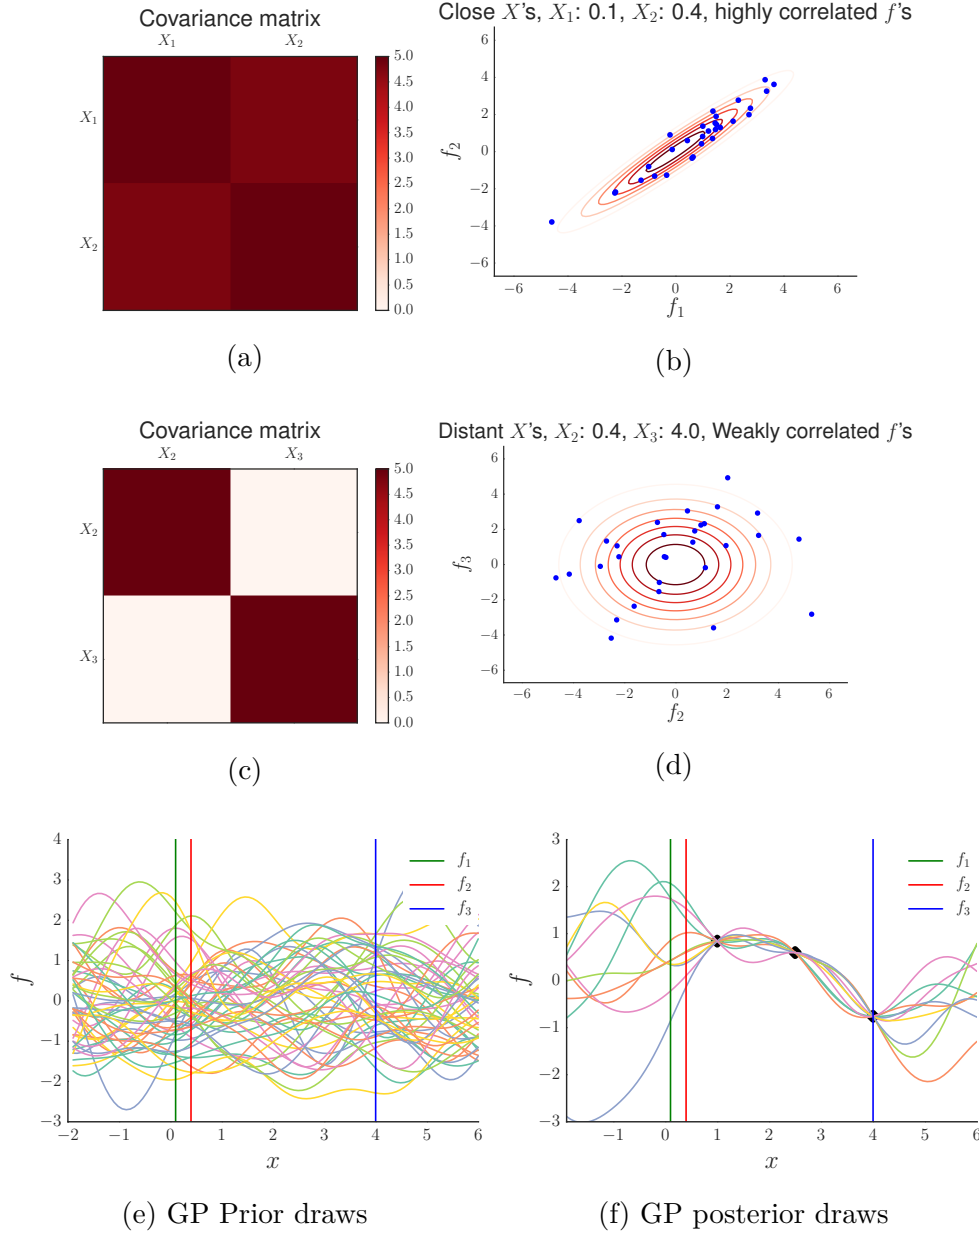 Covariance matrix
X₁ X₂
X₁
X₂
5.0
4.5
4.0
3.5
3.0
2.5
2.0
1.5
1.0
0.5
0.0
(a)
Close X's, X₁: 0.1, X₂: 0.4, highly correlated f's
6
4
2
0
−2
−4
−6
f₂
−6 −4 −2 0 2 4 6
f₁
(b)
Covariance matrix
X₂ X₃
X₂
X₃
5.0
4.5
4.0
3.5
3.0
2.5
2.0
1.5
1.0
0.5
0.0
(c)
Distant X's, X₂: 0.4, X₃: 4.0, Weakly correlated f's
6
4
2
0
−2
−4
−6
f₃
−6 −4 −2 0 2 4 6
f₂
(d)
4
3
2
1
0
−1
−2
−3
f
f₁
f₂
f₃
−2 −1 0 1 2 3 4 5 6
x
(e) GP Prior draws
3
2
1
0
−1
−2
−3
f
f₁
f₂
f₃
−1 0 1 2 3 4 5 6
x
(f) GP posterior draws